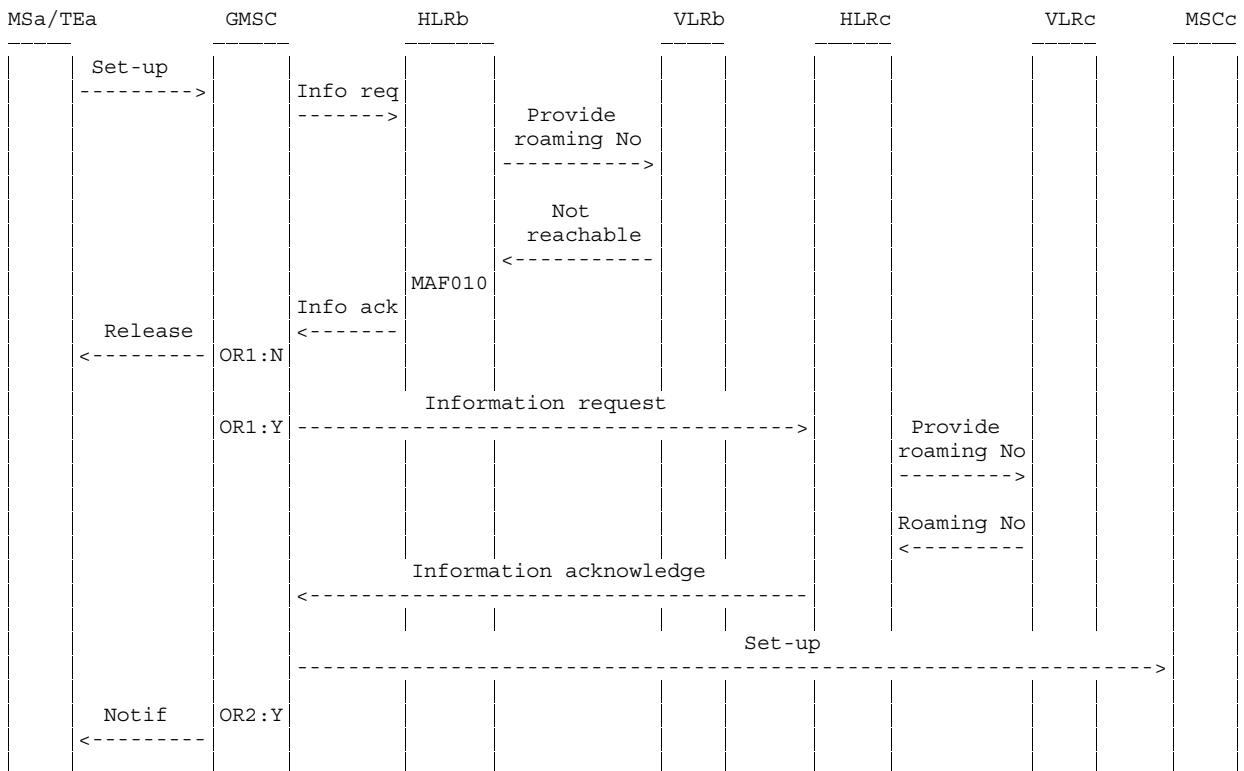 MSa/TEa GMSC HLRb VLRb HLRc VLRc MSCc
Set-up
--------->
Info req
------->
Provide
roaming No
----------->
Not
reachable
<-----------
MAF010
Info ack
Release <-------
<--------- OR1:N
Information request
OR1:Y ---------------------------------------> Provide
roaming No
--------->
Roaming No
<---------
Information acknowledge
<---------------------------------------
Set-up
------------------------------------------------------------------->
Notif OR2:Y
<---------